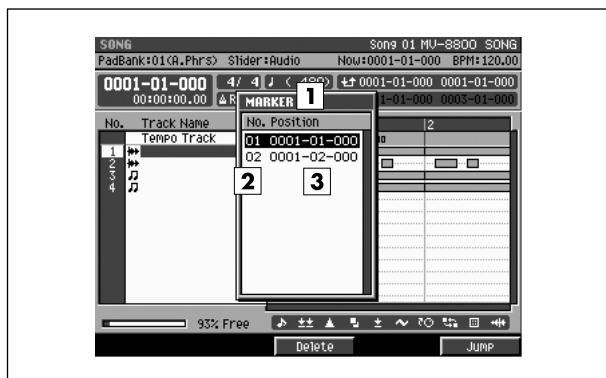 SONG Song 01 MV-8800 SONG
PadBank:01(A.Phrs) Slider:Audio Now:0001-01-000 BPM:120.00
0001-01-000 4/ 4 0001-01-000 0001-01-000
00:00:00.00 01-01-000 0003-01-000
MARKER 1
No. Track Name No. Position 2
Tempo Track 01 0001-01-000
1 02 0001-02-000
2
3
4
2 3
93% Free
Delete Jump